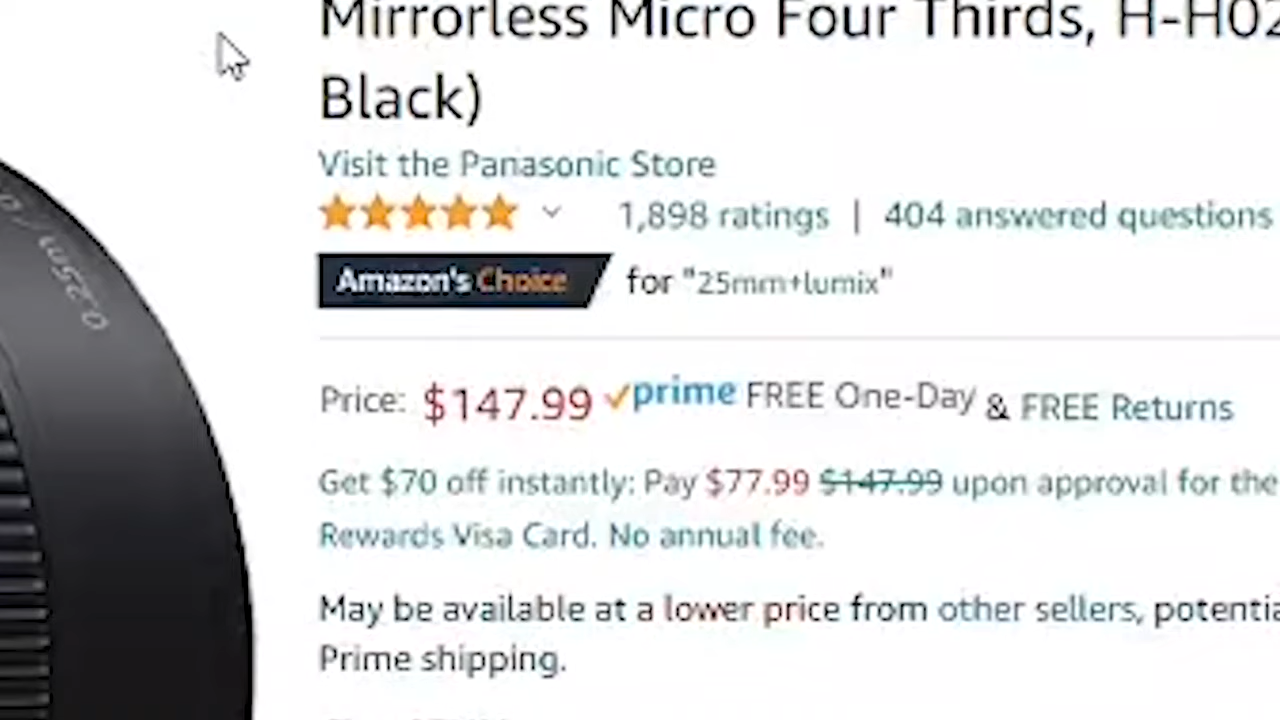 Mirrorless Micro Four Thirds, H-H02
Black)
Visit the Panasonic Store
1,898 ratings | 404 answered questions
Amazon's Choice for "25mm+lumix"
Price: $147.99 prime FREE One-Day & FREE Returns
Get $70 off instantly: Pay $77.99 $147.99 upon approval for the
Rewards Visa Card. No annual fee.
May be available at a lower price from other sellers, potentia
Prime shipping.
0.25m